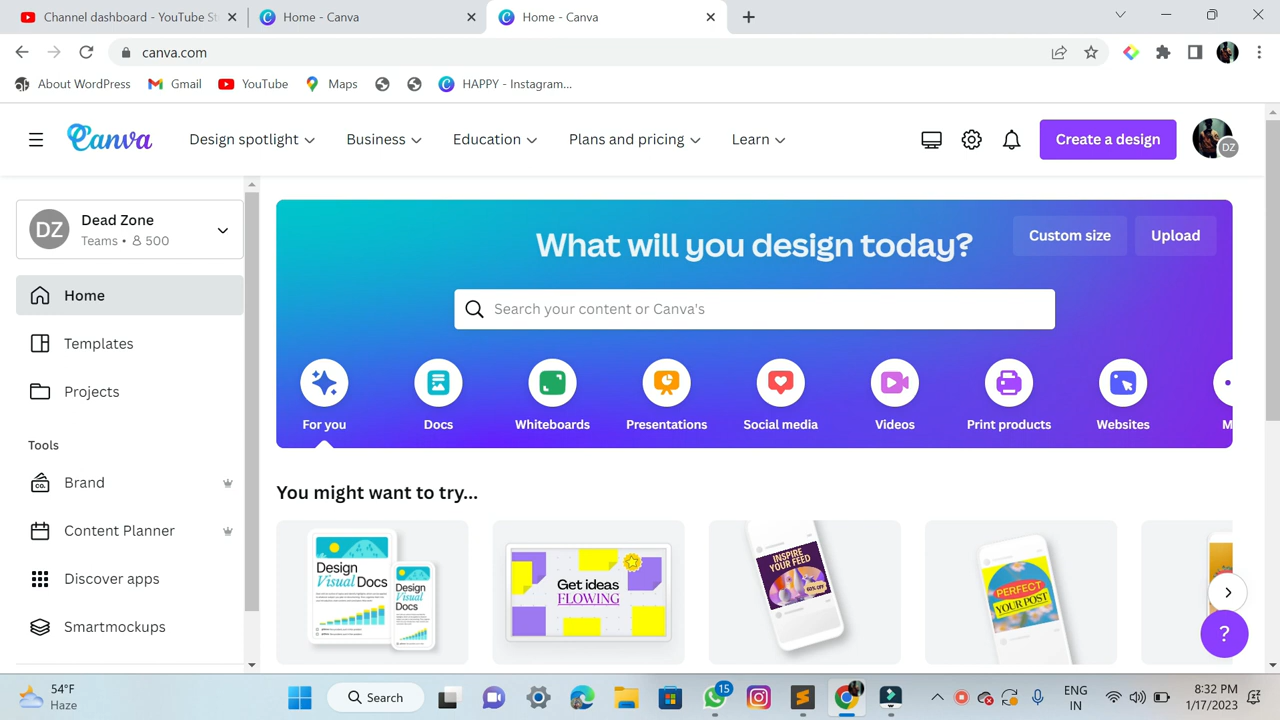 Channel dashboard - YouTube St
Home - Canva
Home - Canva
canva.com
About WordPress
Gmail
YouTube
Maps
HAPPY - Instagram...
Canva
Design spotlight
Business
Education
Plans and pricing
Learn
Create a design
DZ
DZ
Dead Zone
Teams • 500
Home
Templates
Projects
Tools
Brand
Content Planner
Discover apps
Smartmockups
What will you design today?
Custom size
Upload
Search your content or Canva's
For you
Docs
Whiteboards
Presentations
Social media
Videos
Print products
Websites
M
You might want to try...
Design
Visual Docs
Design
Visual
Docs
Get ideas
FLOWING
INSPIRE
YOUR FEED
PERFECT
YOUR POST
?
54°F
Haze
Search
15
ENG
IN
8:32 PM
1/17/2023